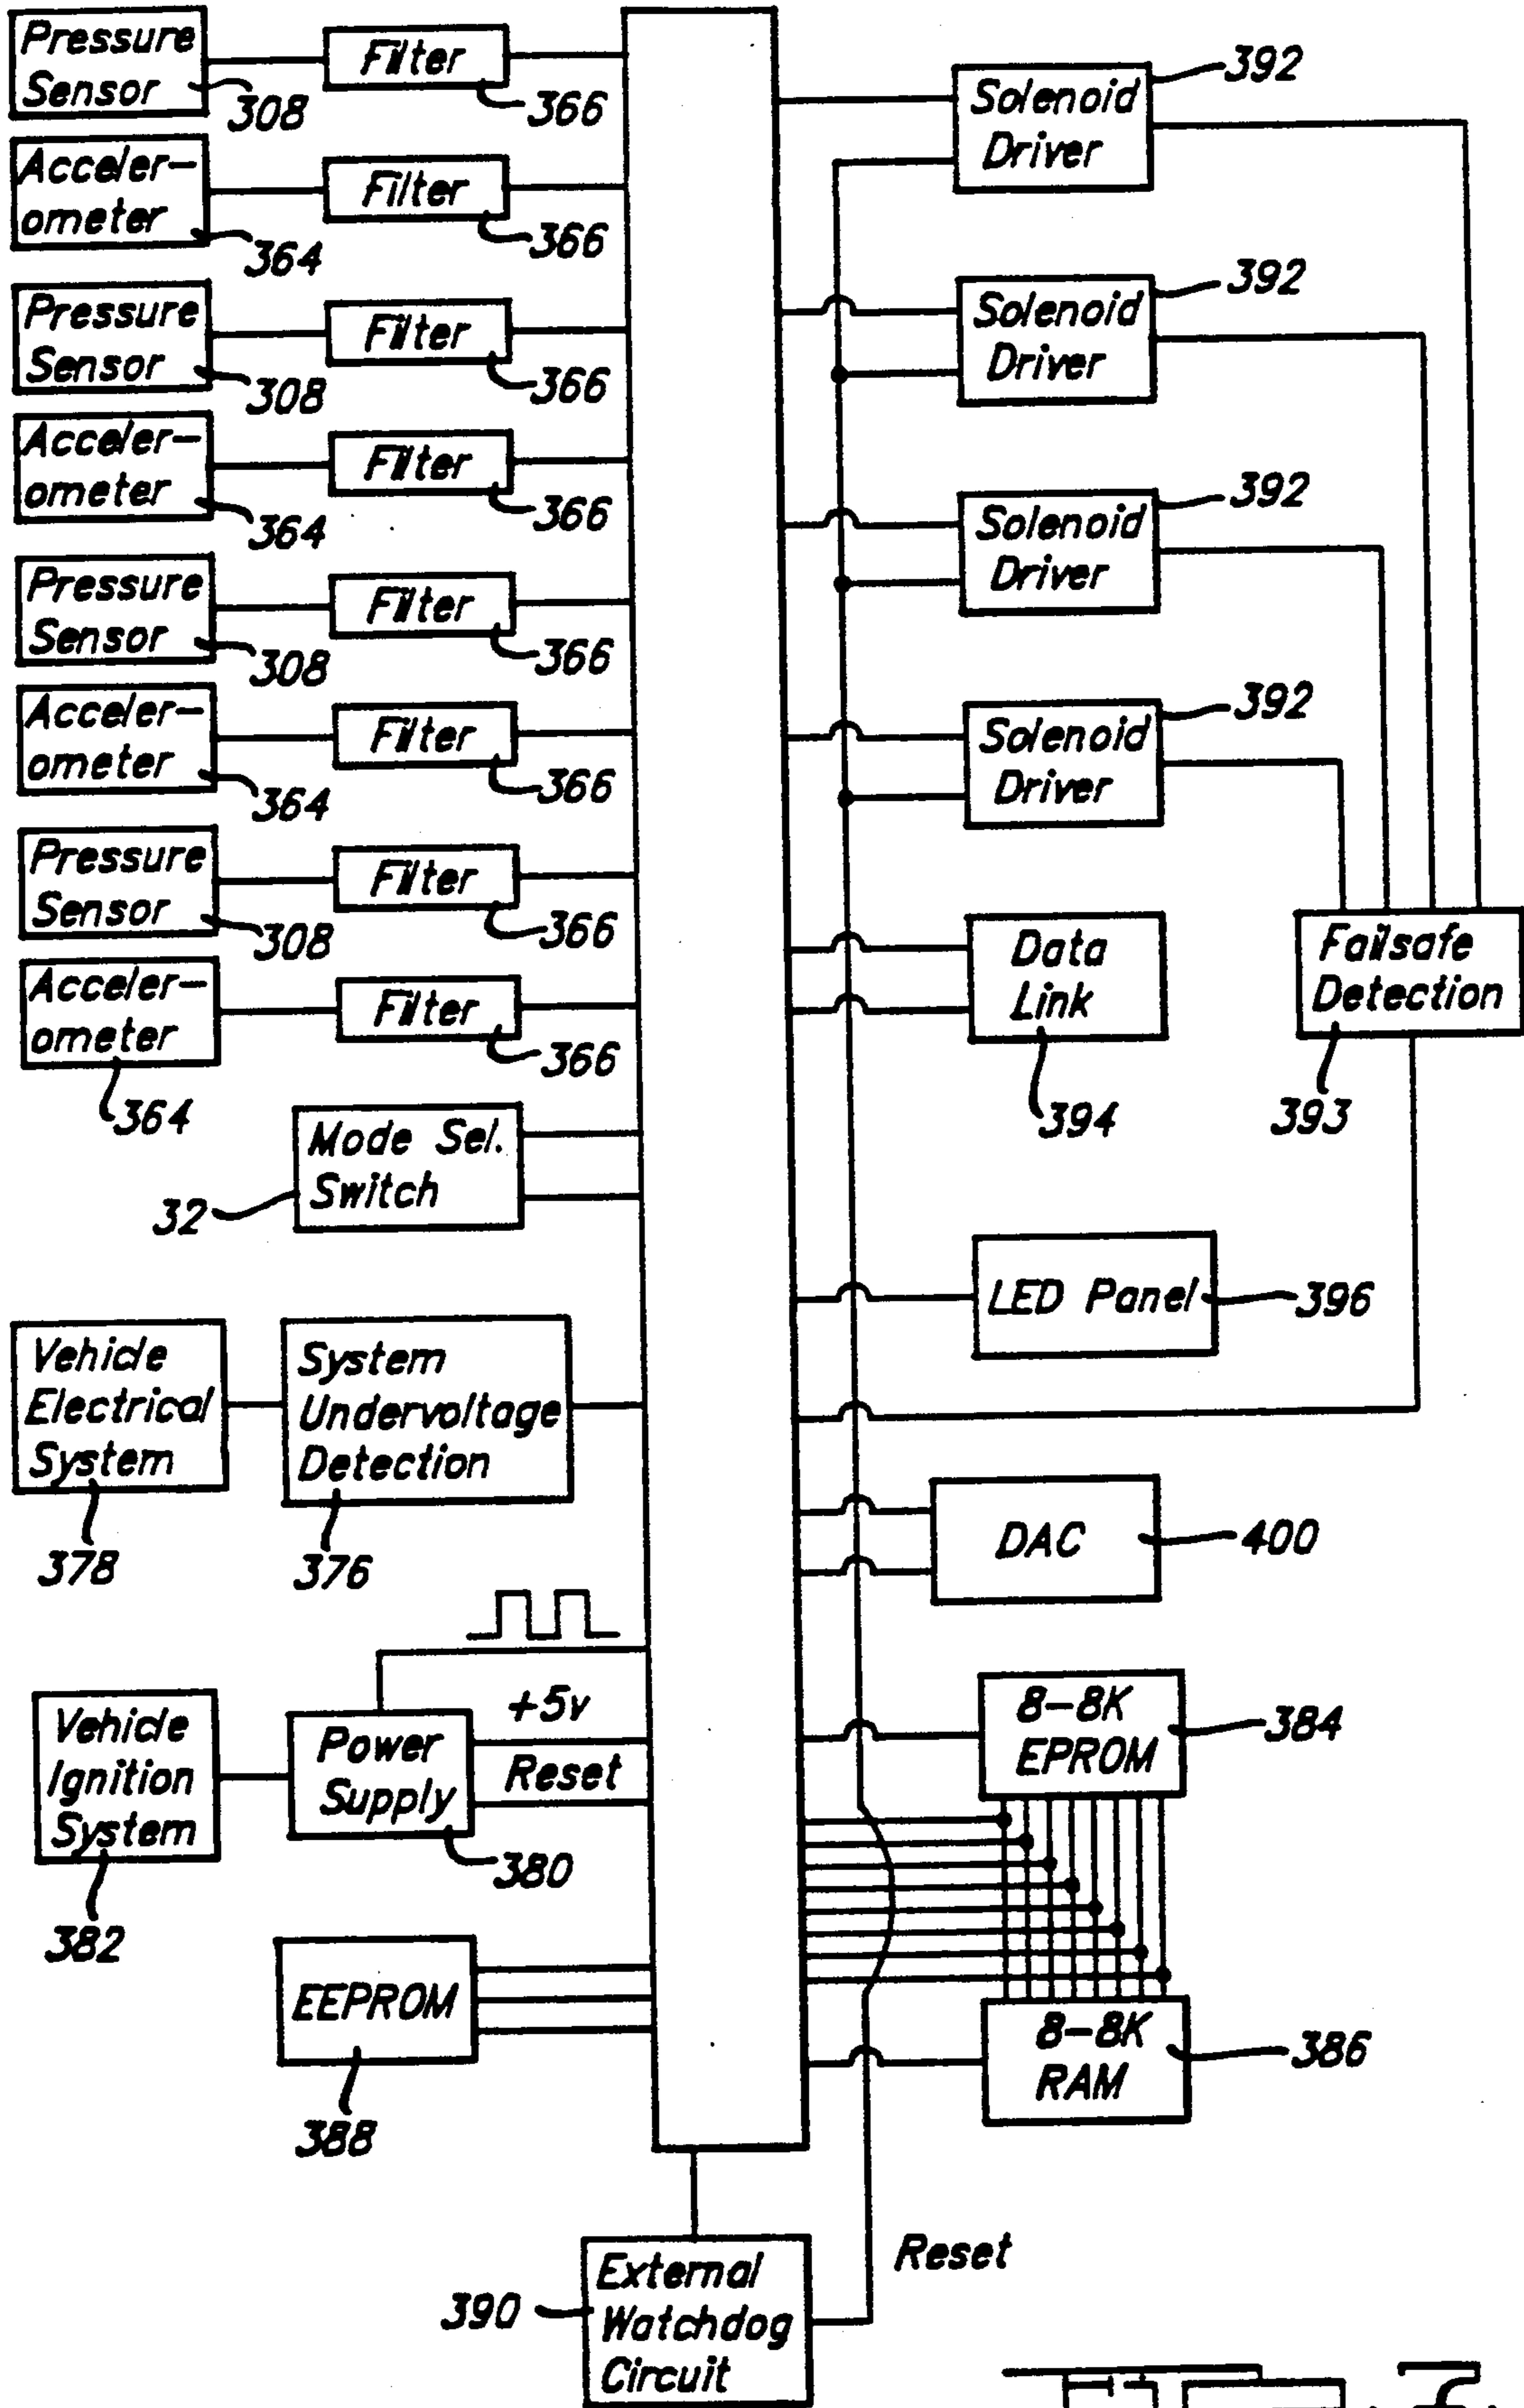 Pressure
Sensor
308
Filter
366
Acceler-
ometer
364
Filter
366
Pressure
Sensor
308
Filter
366
Acceler-
ometer
364
Filter
366
Pressure
Sensor
308
Filter
366
Acceler-
ometer
364
Filter
366
Pressure
Sensor
308
Filter
366
Acceler-
ometer
364
Filter
366
Mode Sel.
Switch
32
Vehicle
Electrical
System
378
System
Undervoltage
Detection
376
Vehicle
Ignition
System
382
Power
Supply
380
+5v
Reset
EEPROM
388
External
Watchdog
Circuit
390
Reset
Solenoid
Driver
392
Solenoid
Driver
392
Solenoid
Driver
392
Solenoid
Driver
392
Data
Link
394
Failsafe
Detection
393
LED Panel
396
DAC
400
8-8K
EPROM
384
8-8K
RAM
386